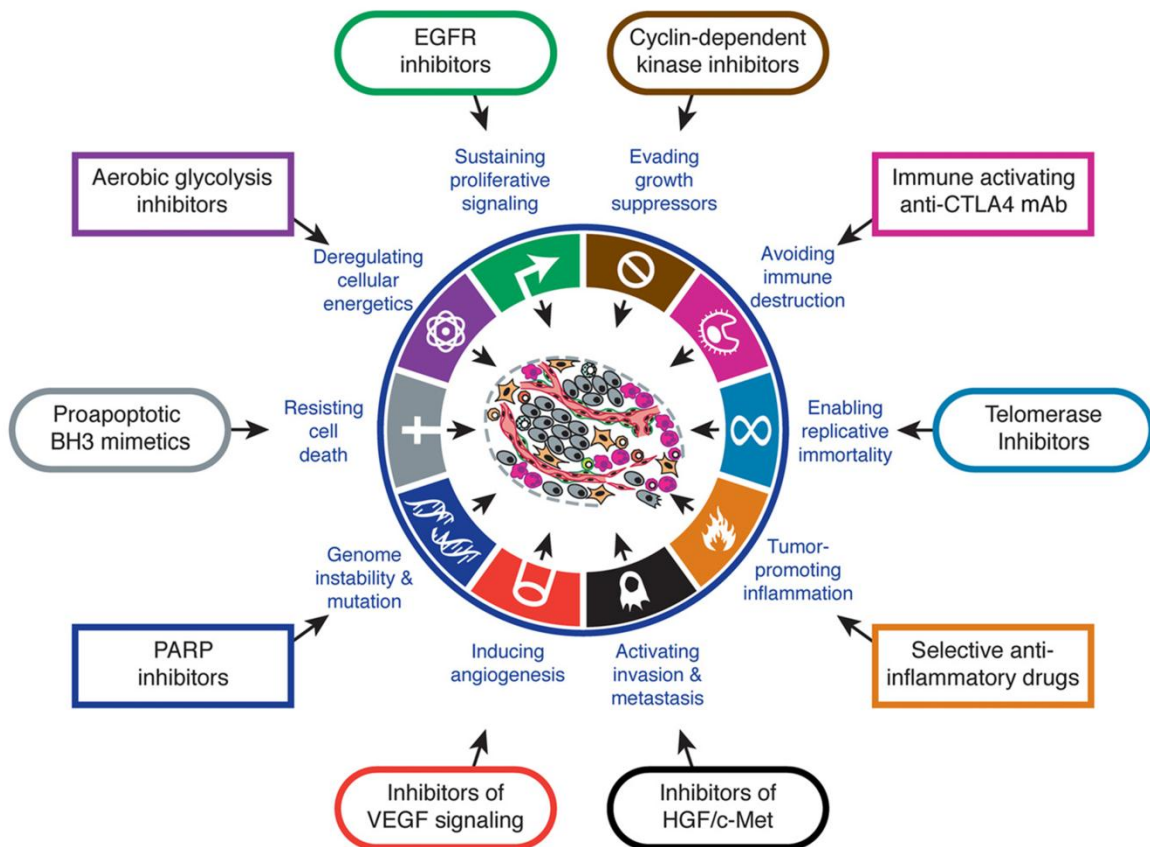 EGFR
inhibitors
Cyclin-dependent
kinase inhibitors
Sustaining
proliferative
signaling
Evading
growth
suppressors
Aerobic glycolysis
inhibitors
Immune activating
anti-CTLA4 mAb
Deregulating
cellular
energetics
Avoiding
immune
destruction
Proapoptotic
BH3 mimetics
Resisting
cell
death
Enabling
replicative
immortality
Telomerase
Inhibitors
Genome
instability &
mutation
Tumor-
promoting
inflammation
PARP
inhibitors
Inducing
angiogenesis
Activating
invasion &
metastasis
Selective anti-
inflammatory drugs
Inhibitors of
VEGF signaling
Inhibitors of
HGF/c-Met